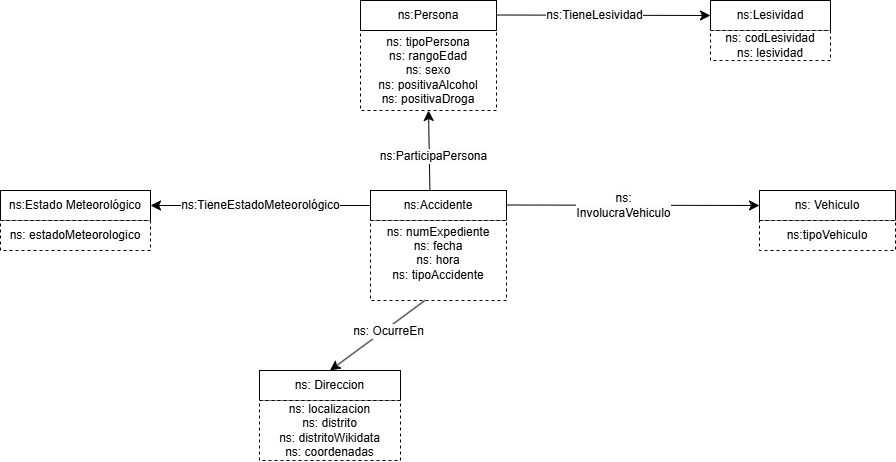 ns:Persona
ns:TieneLesividad
ns:Lesividad
ns: tipoPersona
ns: rangoEdad
ns: sexo
ns: positivaAlcohol
ns: positivaDroga
ns: codLesividad
ns: lesividad
ns:ParticipaPersona
ns:Estado Meteorológico
ns:TieneEstadoMeteorológico
ns:Accidente
ns:
InvolucraVehiculo
ns: Vehiculo
ns: estadoMeteorologico
ns: numExpediente
ns: fecha
ns: hora
ns: tipoAccidente
ns:tipoVehiculo
ns: OcurreEn
ns: Direccion
ns: localizacion
ns: distrito
ns: distritoWikidata
ns: coordenadas